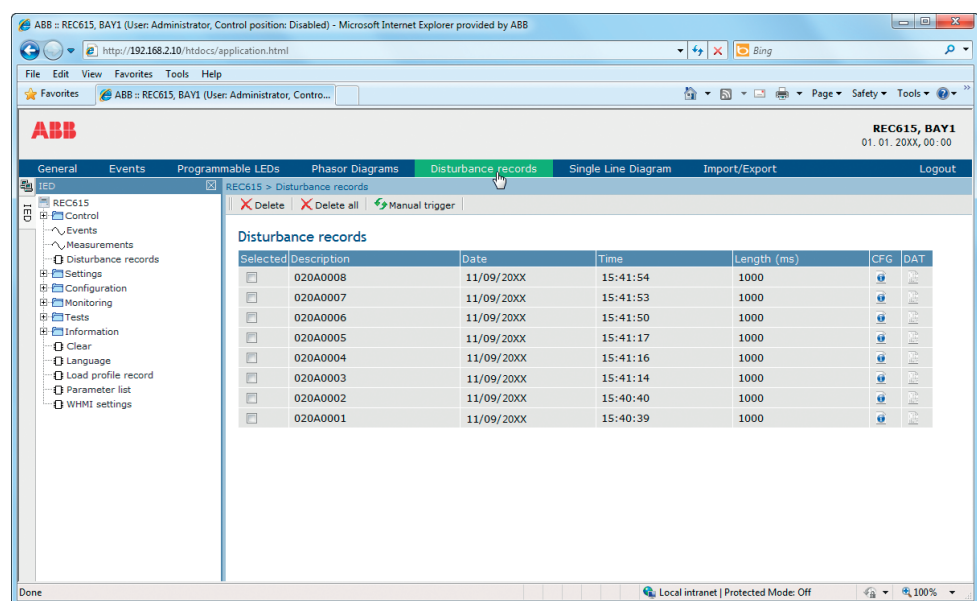 ABB :: REC615, BAY1 (User: Administrator, Control position: Disabled) - Microsoft Internet Explorer provided by ABB
http://192.168.2.10/htdocs/application.html
Bing
File Edit View Favorites Tools Help
Favorites ABB :: REC615, BAY1 (User: Administrator, Contro... Page Safety Tools
ABB
REC615, BAY1
01. 01. 20XX, 00:00
General Events Programmable LEDs Phasor Diagrams Disturbance records Single Line Diagram Import/Export Logout
IED
IED
REC615
Control
Events
Measurements
Disturbance records
Settings
Configuration
Monitoring
Tests
Information
Clear
Language
Load profile record
Parameter list
WHMI settings
REC615 > Disturbance records
Delete Delete all Manual trigger
Disturbance records
Selected Description Date Time Length (ms) CFG DAT
020A0008 11/09/20XX 15:41:54 1000
020A0007 11/09/20XX 15:41:53 1000
020A0006 11/09/20XX 15:41:50 1000
020A0005 11/09/20XX 15:41:17 1000
020A0004 11/09/20XX 15:41:16 1000
020A0003 11/09/20XX 15:41:14 1000
020A0002 11/09/20XX 15:40:40 1000
020A0001 11/09/20XX 15:40:39 1000
Done Local intranet | Protected Mode: Off 100%